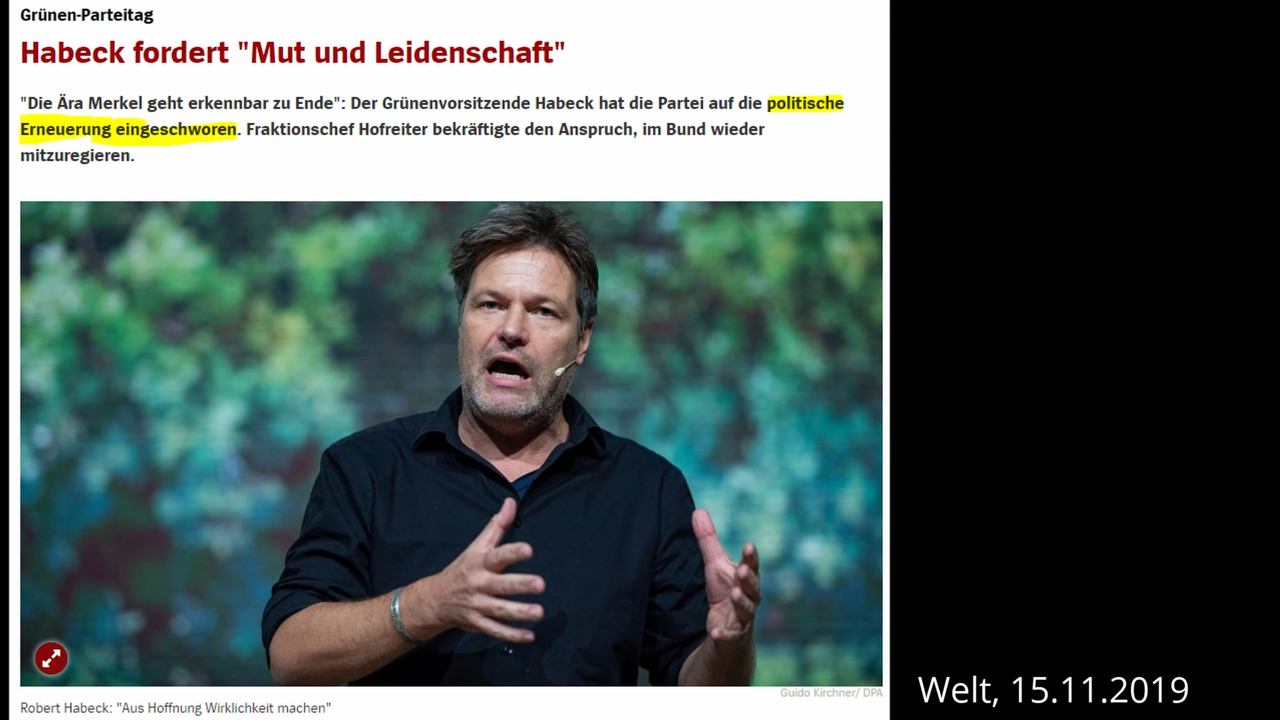 Grünen-Parteitag
Habeck fordert "Mut und Leidenschaft"
"Die Ära Merkel geht erkennbar zu Ende": Der Grünenvorsitzende Habeck hat die Partei auf die politische
Erneuerung eingeschworen. Fraktionschef Hofreiter bekräftigte den Anspruch, im Bund wieder
mitzuregieren.
Guido Kirchner/ DPA
Robert Habeck: "Aus Hoffnung Wirklichkeit machen"
Welt, 15.11.2019